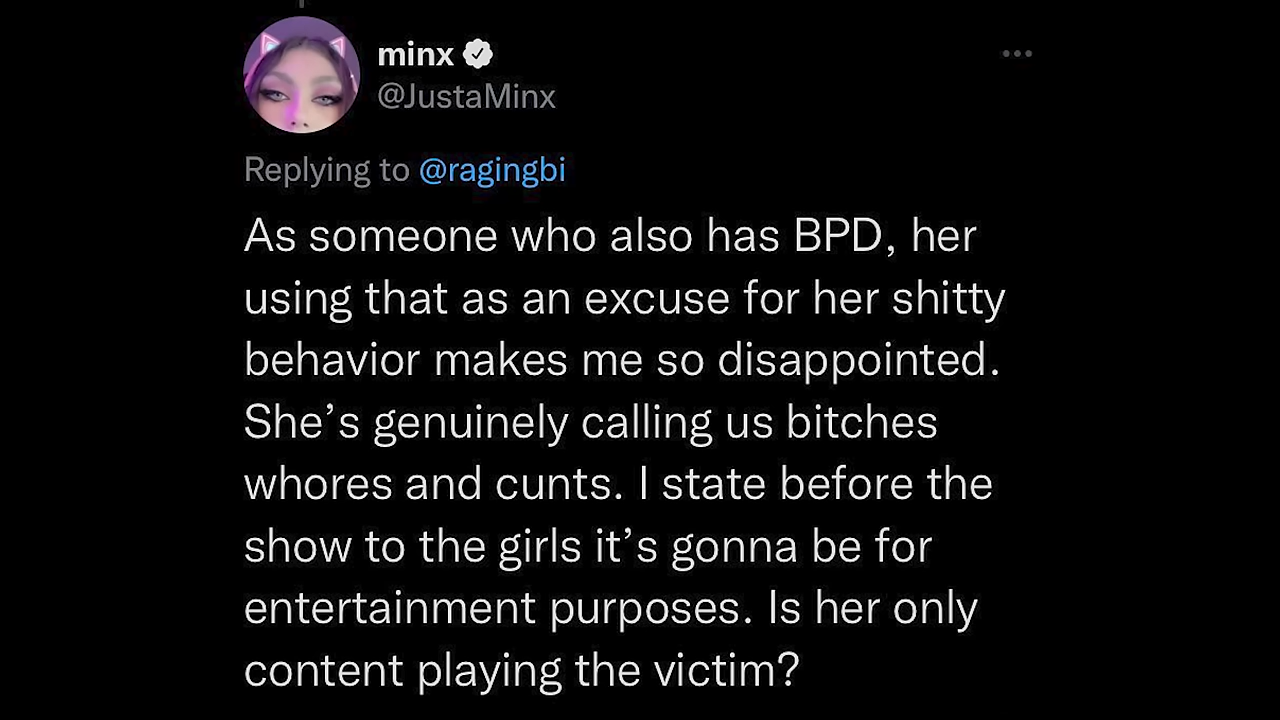 minx
@JustaMinx
Replying to @ragingbi
As someone who also has BPD, her
using that as an excuse for her shitty
behavior makes me so disappointed.
She’s genuinely calling us bitches
whores and cunts. I state before the
show to the girls it’s gonna be for
entertainment purposes. Is her only
content playing the victim?